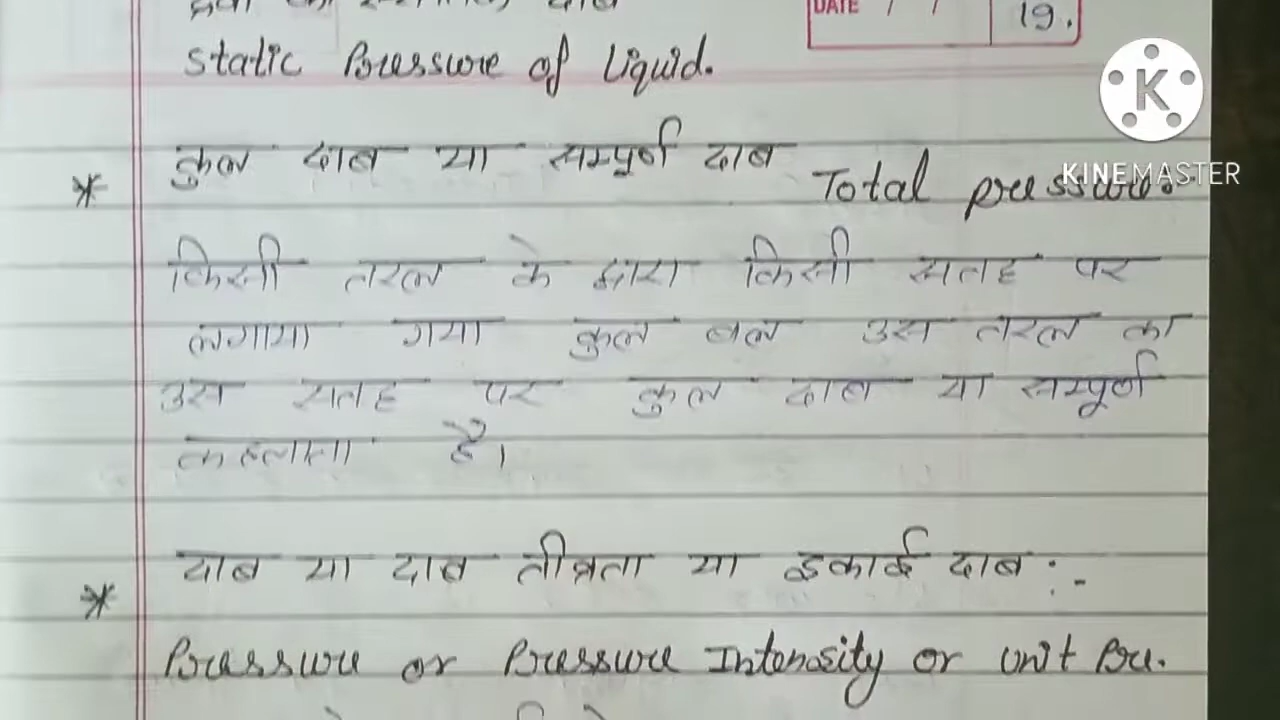 DATE / /
19.
Static Pressure of Liquid.
K
KINEMASTER
* कुल दाब या सम्पूर्ण दाब Total pressure.
किसी तरल के द्वारा किसी सतह पर
लगाया गया कुल बल उस तरल का
उस सतह पर कुल दाब या सम्पूर्ण
कहलाता है।
* दाब या दाब तीव्रता या इकाई दाब :-
Pressure or Pressure Intensity or Unit Pre.